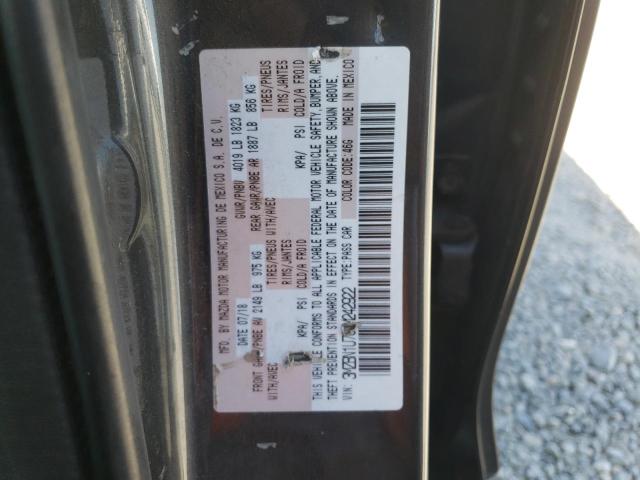 MFD. BY MAZDA MOTOR MANUFACTURING DE MEXICO S.A. DE C.V.
DATE 07/18 GVWR/PNBV 4019 LB 1823 KG
FRONT GAWR/PNBE AV 2149 LB 975 KG REAR GAWR/PNBE AR 1887 LB 856 KG
WITH/AVEC TIRES/PNEUS WITH/AVEC TIRES/PNEUS
RIMS/JANTES RIMS/JANTES
KPA/ PSI COLD/A FROID KPA/ PSI COLD/A FROID
THIS VEHICLE CONFORMS TO ALL APPLICABLE FEDERAL MOTOR VEHICLE SAFETY, BUMPER, AND
THEFT PREVENTION STANDARDS IN EFFECT ON THE DATE OF MANUFACTURE SHOWN ABOVE.
VIN: TYPE:PASS CAR COLOR CODE:46G MADE IN MEXICO